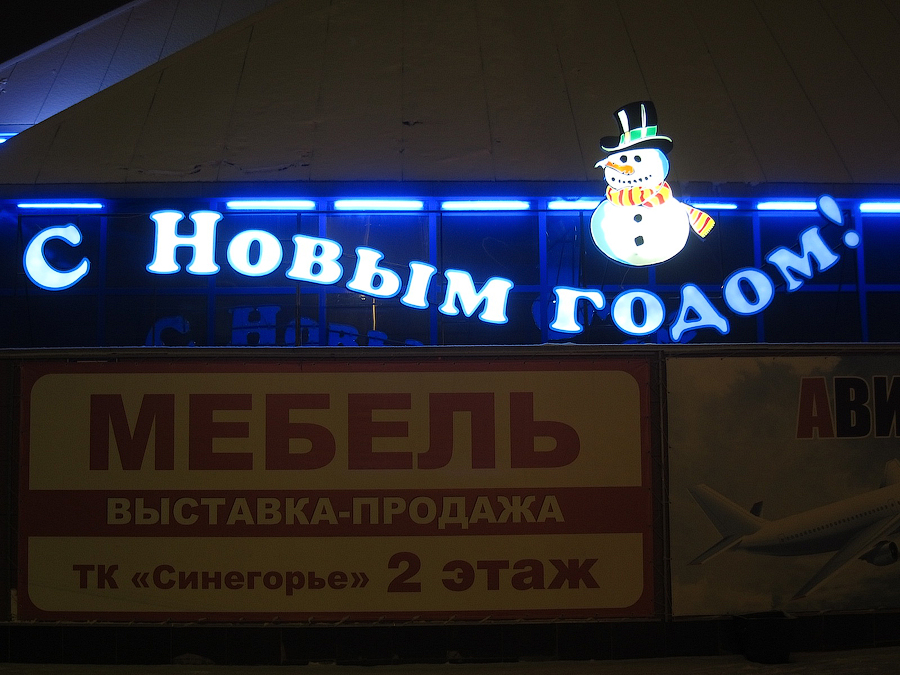 С Новым годом!
МЕБЕЛЬ
ВЫСТАВКА-ПРОДАЖА
ТК «Синегорье» 2 этаж